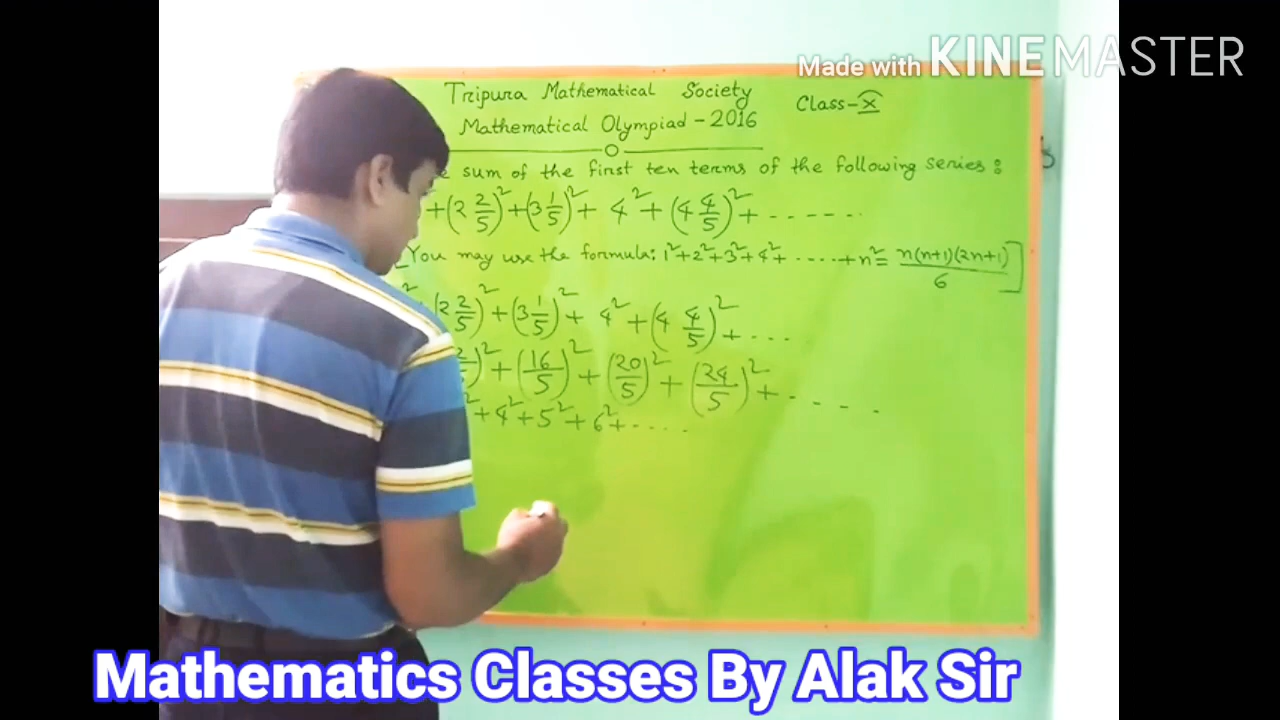 Made with KINEMASTER
Tripura Mathematical Society
Class-X
Mathematical Olympiad - 2016
sum of the first ten terms of the following series :
+(2 2/5)²+(3 1/5)²+ 4²+(4 4/5)²+ ------
[You may use the formula: 1²+2²+3²+4²+ ..... +n²= n(n+1)(2n+1)/6]
(2 2/5)²+(3 1/5)²+ 4²+(4 4/5)²+...
)²+(16/5)²+(20/5)²+(24/5)²+.....
²+4²+5²+6²+.....
Mathematics Classes By Alak Sir